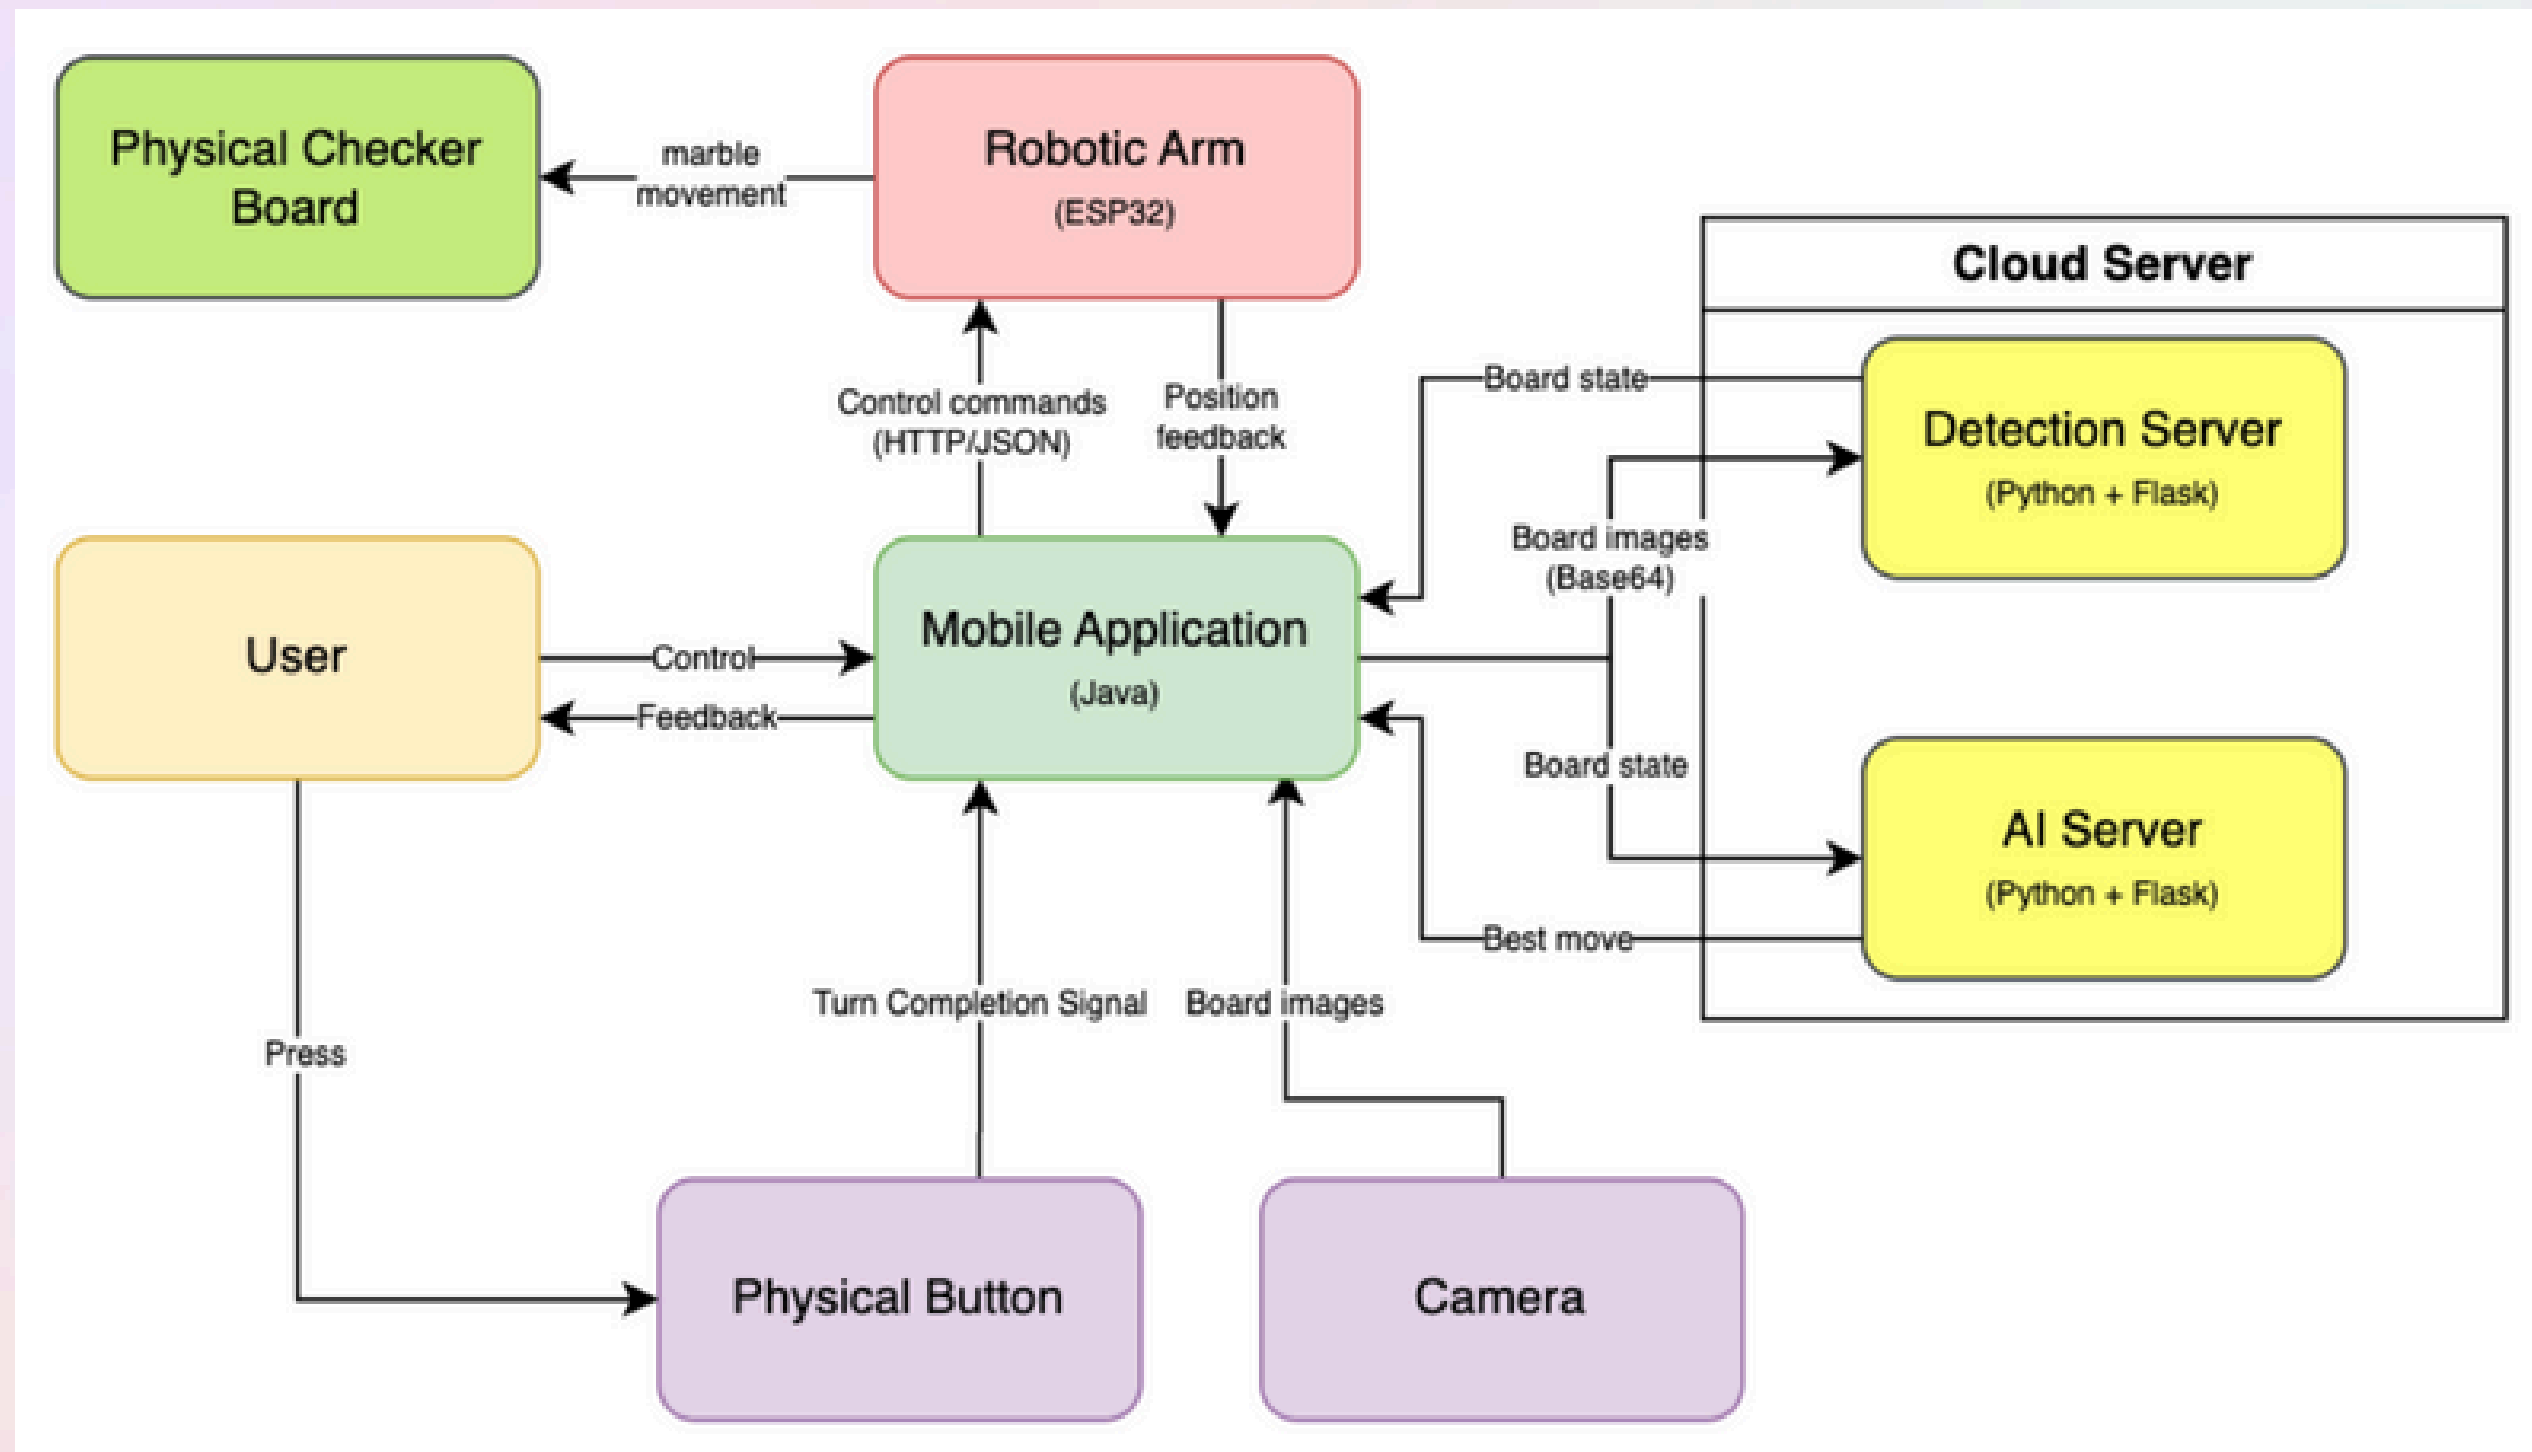 Physical Checker
Board
marble
movement
Robotic Arm
(ESP32)
Cloud Server
Control commands
(HTTP/JSON)
Position
feedback
Board state
Detection Server
(Python + Flask)
Board images
(Base64)
User
Control
Feedback
Mobile Application
(Java)
Board state
AI Server
(Python + Flask)
Best move
Turn Completion Signal
Board images
Press
Physical Button
Camera